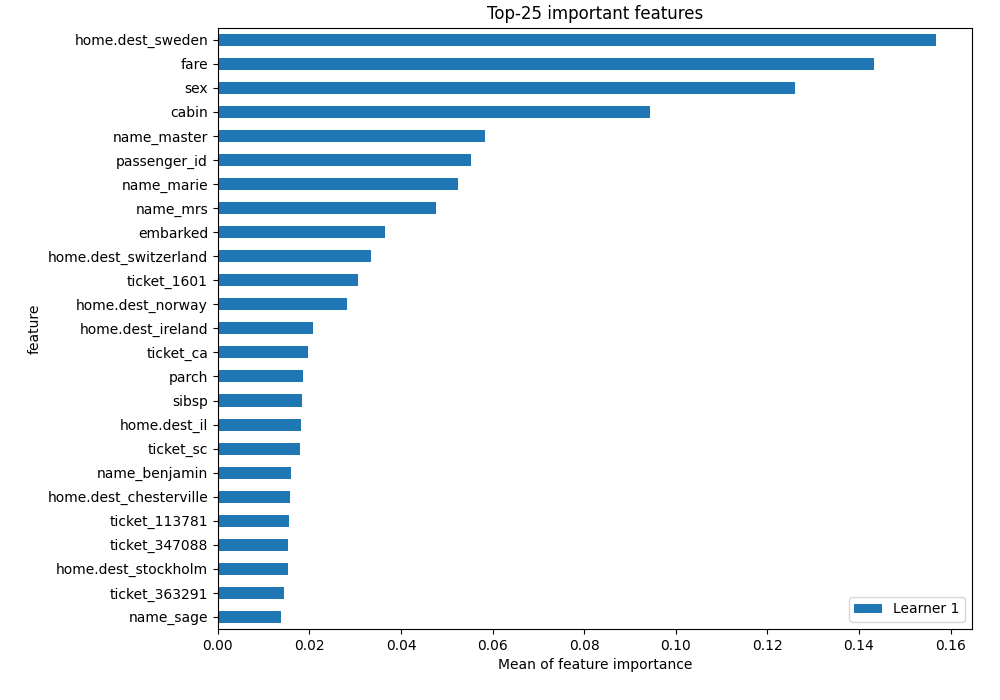 Top-25 important features
feature
home.dest_sweden
fare
sex
cabin
name_master
passenger_id
name_marie
name_mrs
embarked
home.dest_switzerland
ticket_1601
home.dest_norway
home.dest_ireland
ticket_ca
parch
sibsp
home.dest_il
ticket_sc
name_benjamin
home.dest_chesterville
ticket_113781
ticket_347088
home.dest_stockholm
ticket_363291
name_sage
Learner 1
0.00 0.02 0.04 0.06 0.08 0.10 0.12 0.14 0.16
Mean of feature importance